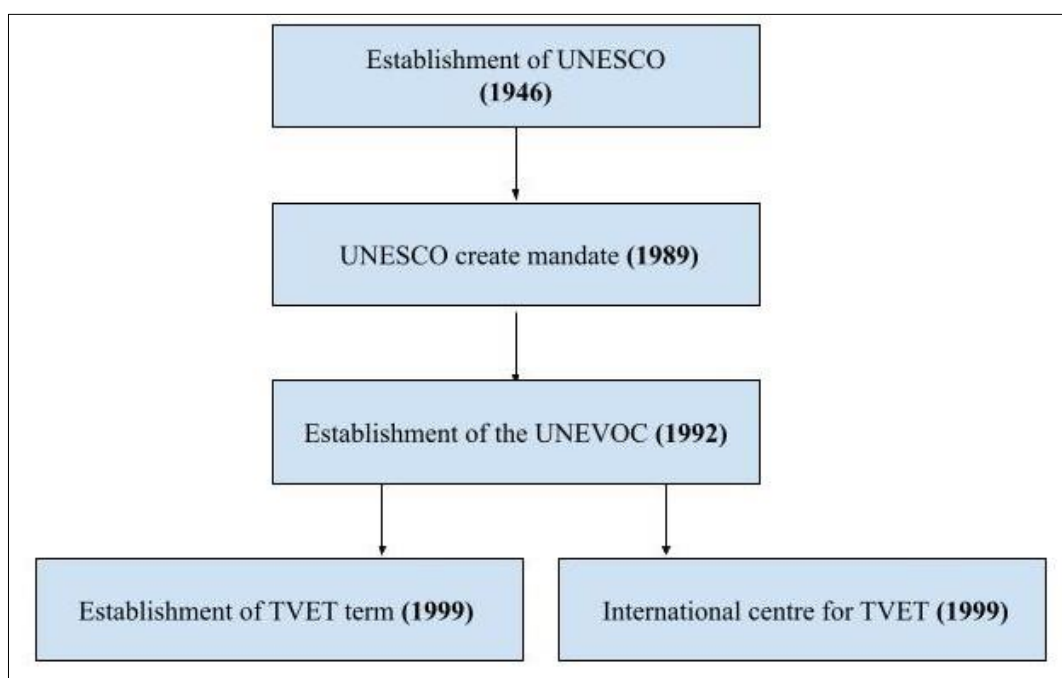 Establishment of UNESCO
(1946)
UNESCO create mandate (1989)
Establishment of the UNEVOC (1992)
Establishment of TVET term (1999)
International centre for TVET (1999)